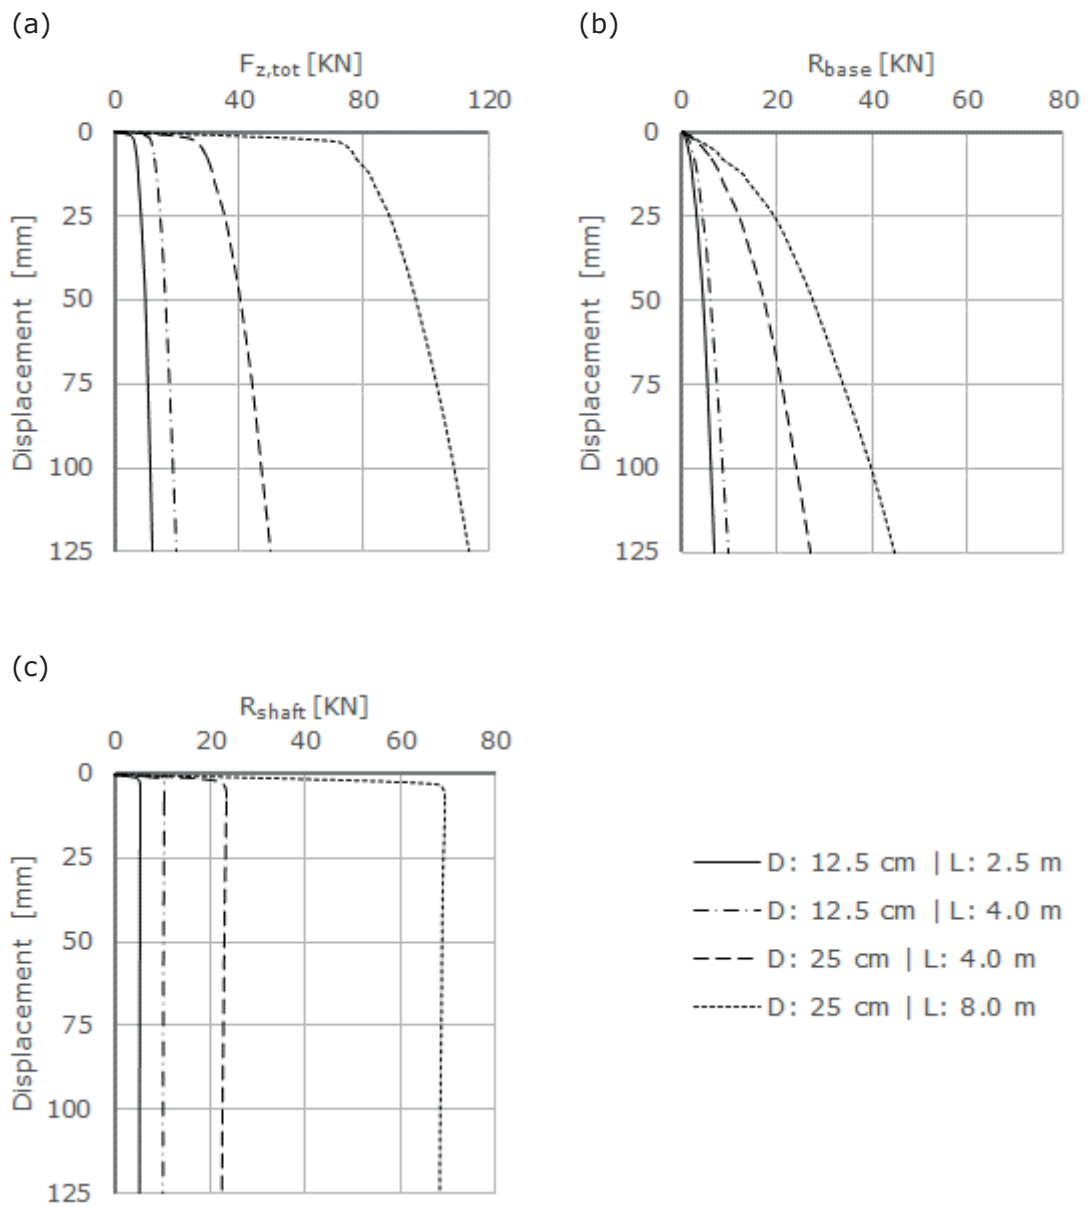 (a)
F_z,tot [KN]
0 40 80 120
0
25
50
75
100
125
Displacement [mm]
(b)
R_base [KN]
0 20 40 60 80
0
25
50
75
100
125
Displacement [mm]
(c)
R_shaft [KN]
0 20 40 60 80
0
25
50
75
100
125
Displacement [mm]
D: 12.5 cm | L: 2.5 m
D: 12.5 cm | L: 4.0 m
D: 25 cm | L: 4.0 m
D: 25 cm | L: 8.0 m